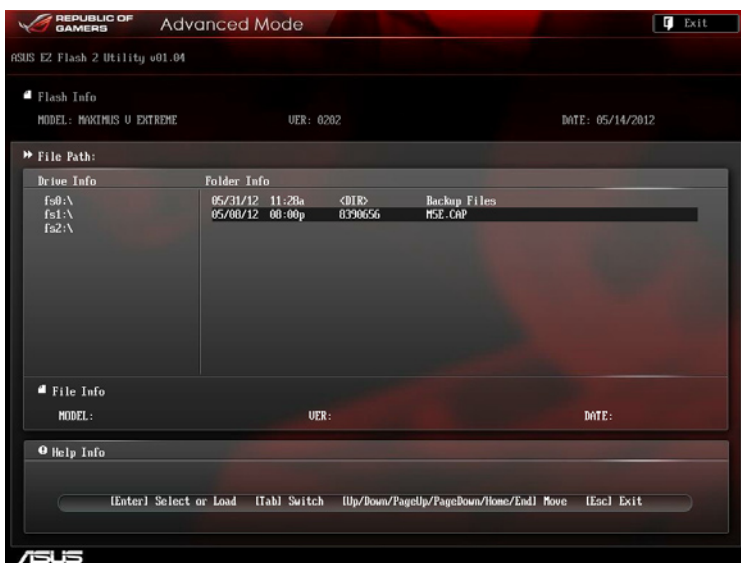 REPUBLIC OF
GAMERS
Advanced Mode
Exit
ASUS EZ Flash 2 Utility v01.04
Flash Info
MODEL: MAXIMUS V EXTREME VER: 0202 DATE: 05/14/2012
File Path:
Drive Info Folder Info
fs0:\ 05/31/12 11:28a <DIR> Backup Files
fs1:\ 05/08/12 08:00p 8390656 M5E.CAP
fs2:\
File Info
MODEL: VER: DATE:
Help Info
[Enter] Select or Load [Tab] Switch [Up/Down/PageUp/PageDown/Home/End] Move [Esc] Exit
ASUS